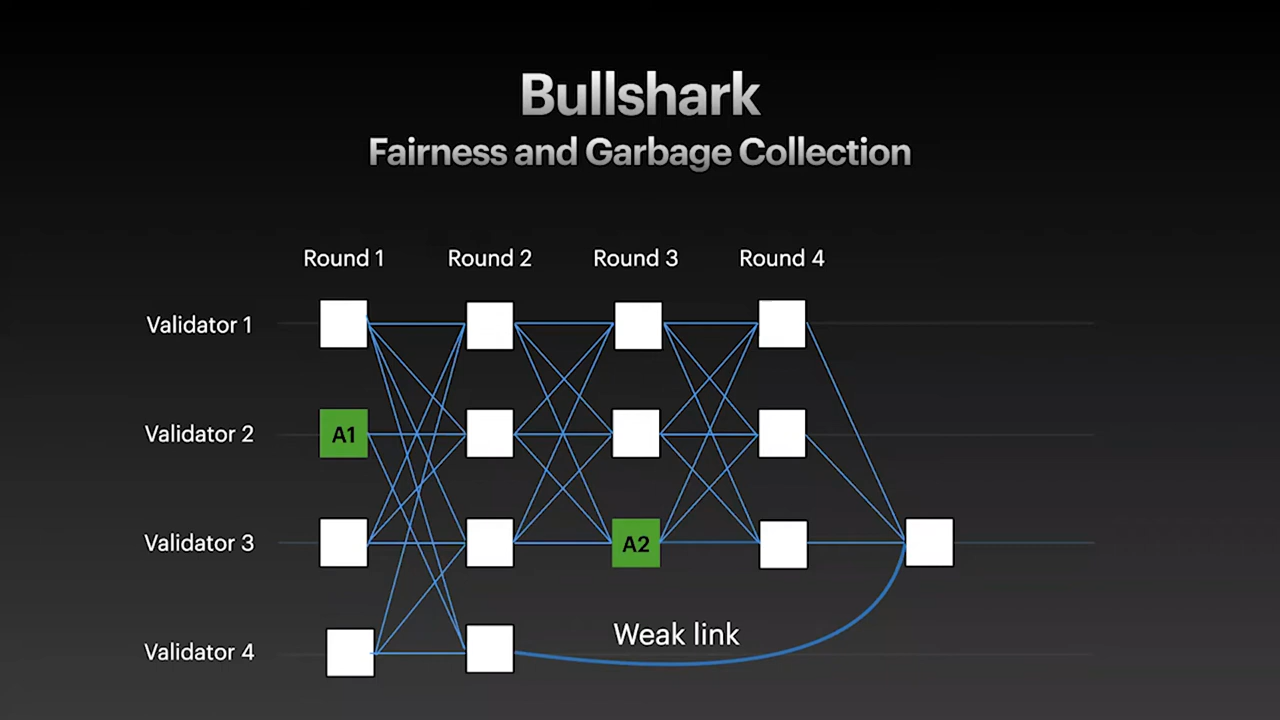 Bullshark
Fairness and Garbage Collection
Round 1 Round 2 Round 3 Round 4
Validator 1
Validator 2 A1
Validator 3 A2
Weak link
Validator 4